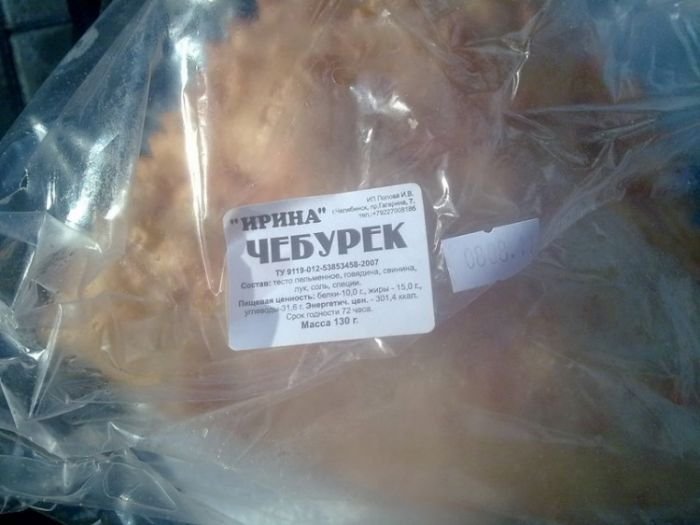 "ИРИНА"
ИП Попова И.В.
г.Челябинск, пр.Гагарина, 7.
тел.:+79227008186
ЧЕБУРЕК
ТУ 9119-012-53853458-2007
Состав: тесто пельменное, говядина, свинина,
лук, соль, специи.
Пищевая ценность: белки-10,0 г., жиры - 15,0 г.,
углеводы-31,6 г. Энергетич. цен. - 301,4 ккал.
Срок годности 72 часа.
Масса 130 г.